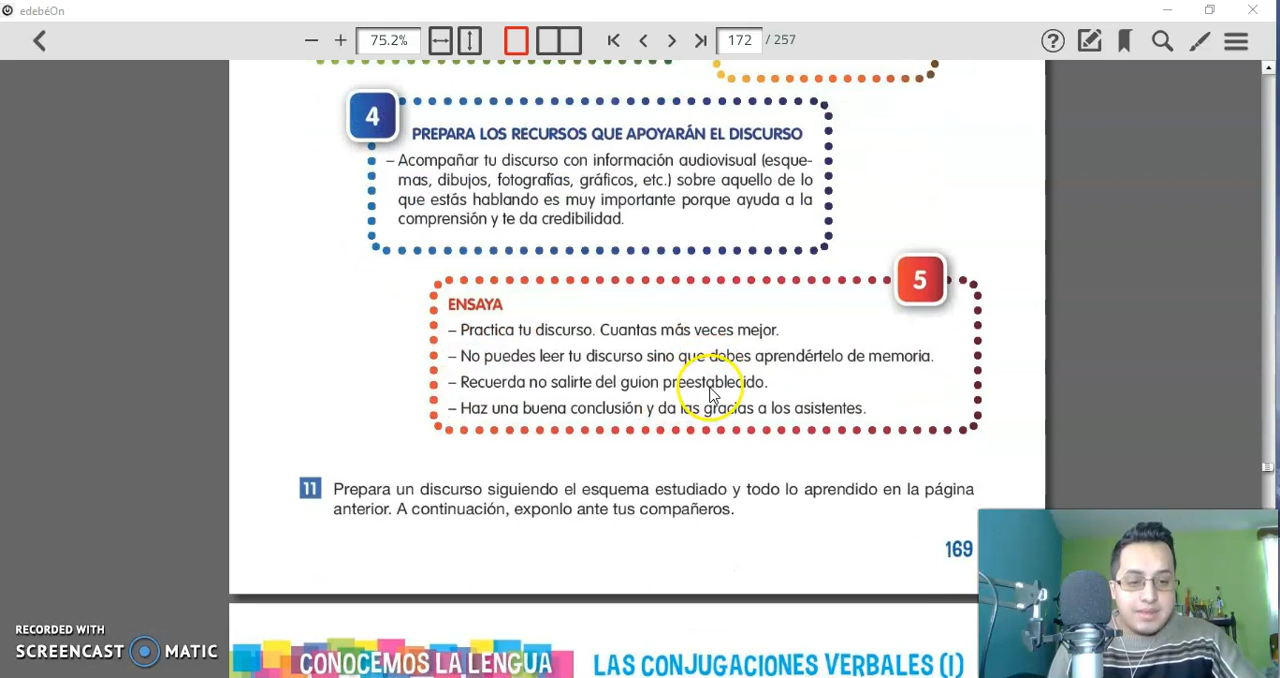 edebéOn
75.2%
172 / 257
4
PREPARA LOS RECURSOS QUE APOYARÁN EL DISCURSO
– Acompañar tu discurso con información audiovisual (esque-
mas, dibujos, fotografías, gráficos, etc.) sobre aquello de lo
que estás hablando es muy importante porque ayuda a la
comprensión y te da credibilidad.
5
ENSAYA
– Practica tu discurso. Cuantas más veces mejor.
– No puedes leer tu discurso sino que debes aprendértelo de memoria.
– Recuerda no salirte del guion preestablecido.
– Haz una buena conclusión y da las gracias a los asistentes.
11 Prepara un discurso siguiendo el esquema estudiado y todo lo aprendido en la página
anterior. A continuación, exponlo ante tus compañeros.
169
RECORDED WITH
SCREENCAST MATIC
CONOCEMOS LA LENGUA LAS CONJUGACIONES VERBALES (I)